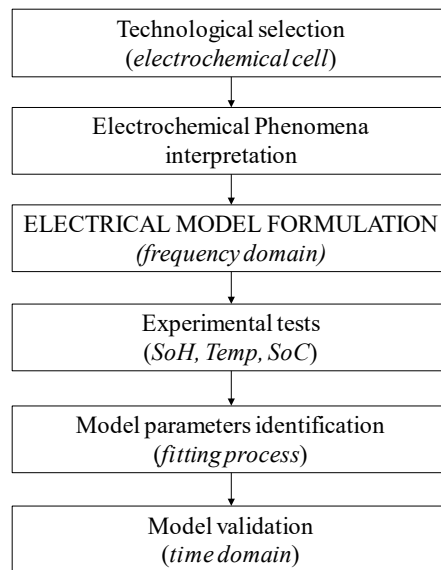 Technological selection
(electrochemical cell)
Electrochemical Phenomena
interpretation
ELECTRICAL MODEL FORMULATION
(frequency domain)
Experimental tests
(SoH, Temp, SoC)
Model parameters identification
(fitting process)
Model validation
(time domain)